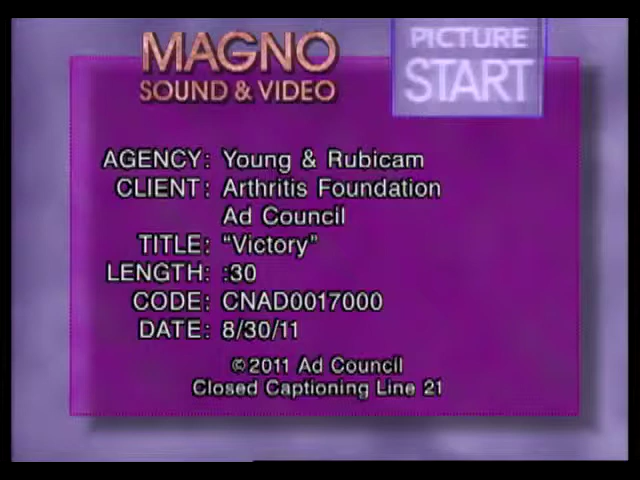 MAGNO
SOUND & VIDEO
PICTURE
START
AGENCY: Young & Rubicam
CLIENT: Arthritis Foundation
Ad Council
TITLE: “Victory”
LENGTH: :30
CODE: CNAD0017000
DATE: 8/30/11
©2011 Ad Council
Closed Captioning Line 21